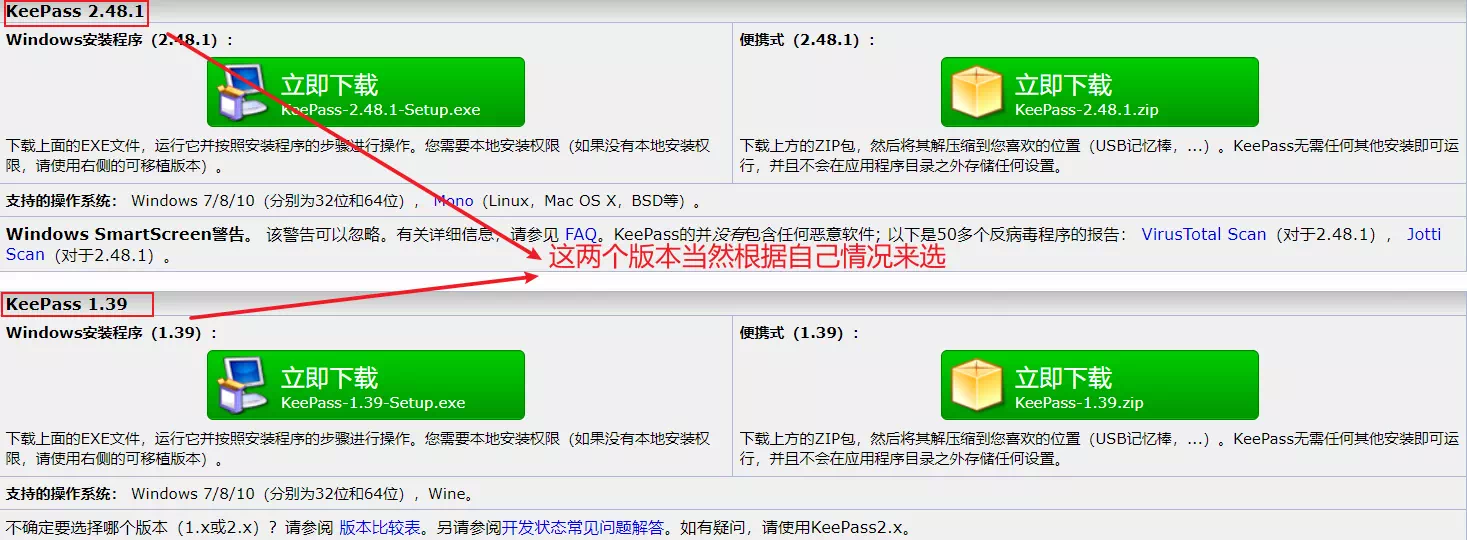 KeePass 2.48.1
Windows安装程序（2.48.1）：
立即下载
KeePass-2.48.1-Setup.exe
下载上面的EXE文件，运行它并按照安装程序的步骤进行操作。您需要本地安装权限（如果没有本地安装权
限，请使用右侧的可移植版本）。
便携式（2.48.1）：
立即下载
KeePass-2.48.1.zip
下载上方的ZIP包，然后将其解压缩到您喜欢的位置（USB记忆棒，...）。KeePass无需任何其他安装即可运
行，并且不会在应用程序目录之外存储任何设置。
支持的操作系统： Windows 7/8/10（分别为32位和64位）， Mono（Linux，Mac OS X，BSD等）。
Windows SmartScreen警告。 该警告可以忽略。有关详细信息，请参见 FAQ。KeePass的并没有包含任何恶意软件；以下是50多个反病毒程序的报告： VirusTotal Scan（对于2.48.1）， Jotti
Scan（对于2.48.1）。
这两个版本当然根据自己情况来选
KeePass 1.39
Windows安装程序（1.39）：
立即下载
KeePass-1.39-Setup.exe
下载上面的EXE文件，运行它并按照安装程序的步骤进行操作。您需要本地安装权限（如果没有本地安装权
限，请使用右侧的可移植版本）。
便携式（1.39）：
立即下载
KeePass-1.39.zip
下载上方的ZIP包，然后将其解压缩到您喜欢的位置（USB记忆棒，...）。KeePass无需任何其他安装即可运
行，并且不会在应用程序目录之外存储任何设置。
支持的操作系统： Windows 7/8/10（分别为32位和64位），Wine。
不确定要选择哪个版本（1.x或2.x）？请参阅 版本比较表。另请参阅开发状态常见问题解答。如有疑问，请使用KeePass2.x。